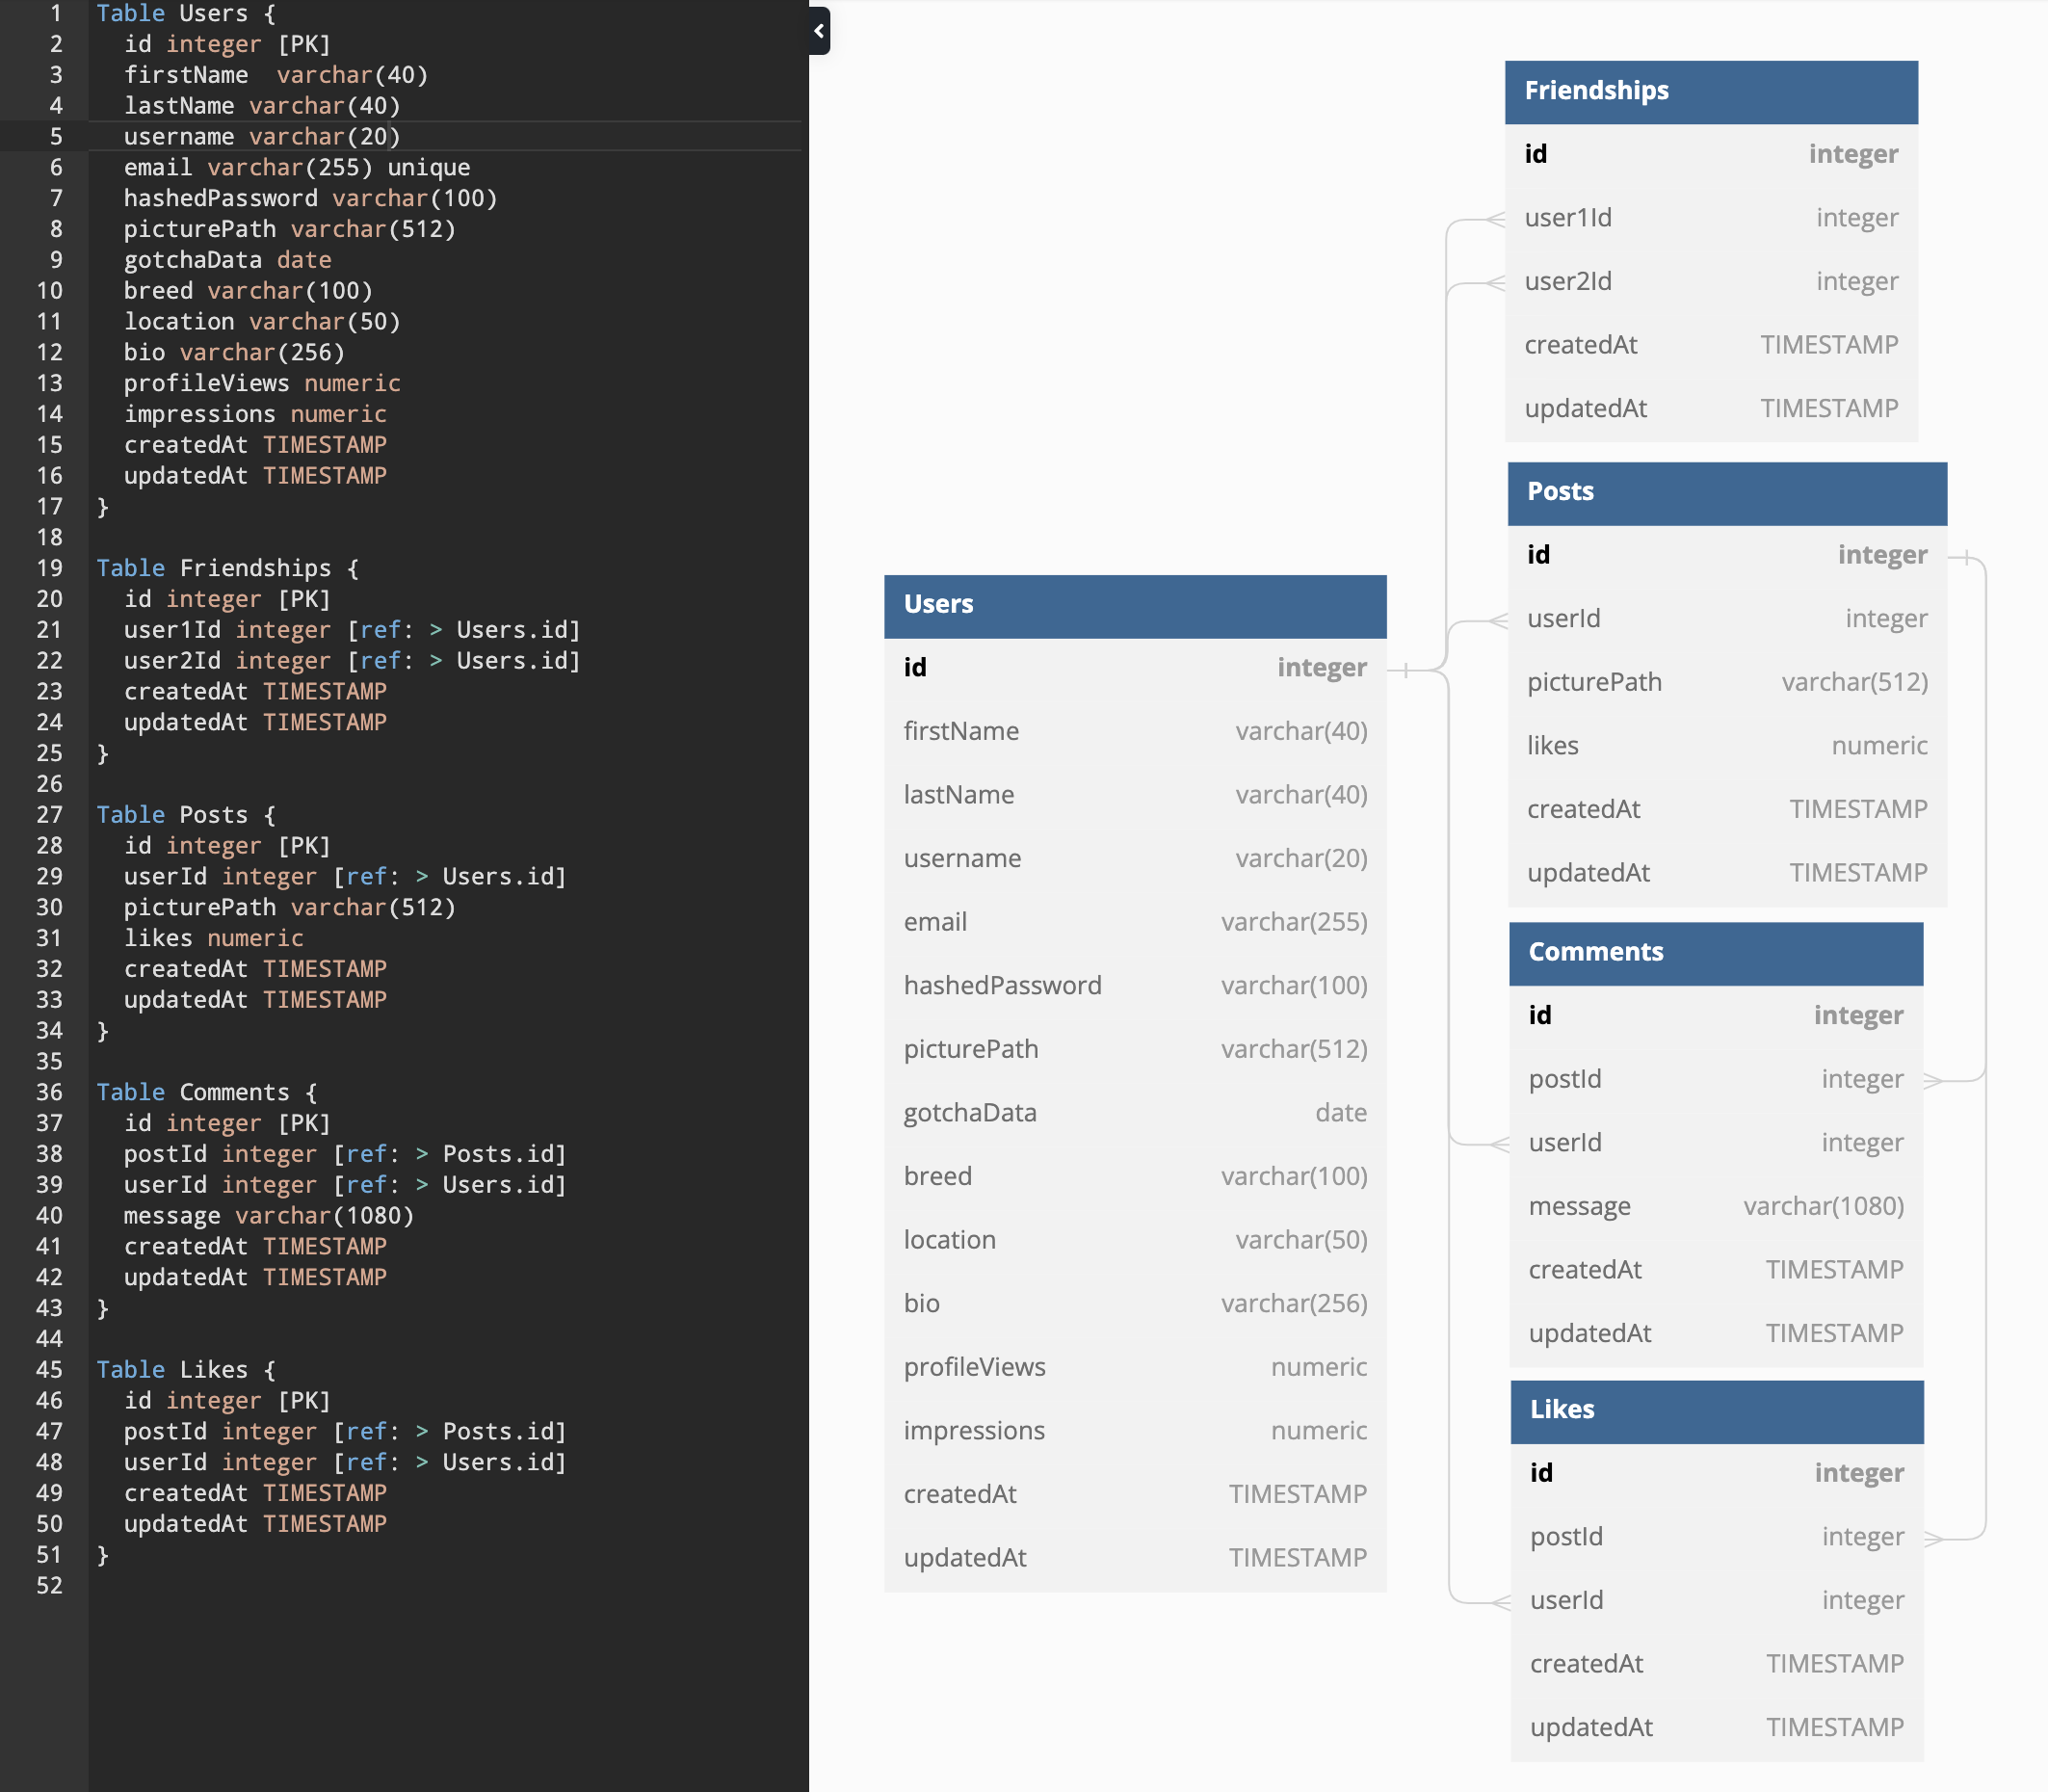 1 Table Users {
2 id integer [PK]
3 firstName  varchar(40)
4 lastName varchar(40)
5 username varchar(20)
6 email varchar(255) unique
7 hashedPassword varchar(100)
8 picturePath varchar(512)
9 gotchaData date
10 breed varchar(100)
11 location varchar(50)
12 bio varchar(256)
13 profileViews numeric
14 impressions numeric
15 createdAt TIMESTAMP
16 updatedAt TIMESTAMP
17 }
18
19 Table Friendships {
20 id integer [PK]
21 user1Id integer [ref: > Users.id]
22 user2Id integer [ref: > Users.id]
23 createdAt TIMESTAMP
24 updatedAt TIMESTAMP
25 }
26
27 Table Posts {
28 id integer [PK]
29 userId integer [ref: > Users.id]
30 picturePath varchar(512)
31 likes numeric
32 createdAt TIMESTAMP
33 updatedAt TIMESTAMP
34 }
35
36 Table Comments {
37 id integer [PK]
38 postId integer [ref: > Posts.id]
39 userId integer [ref: > Users.id]
40 message varchar(1080)
41 createdAt TIMESTAMP
42 updatedAt TIMESTAMP
43 }
44
45 Table Likes {
46 id integer [PK]
47 postId integer [ref: > Posts.id]
48 userId integer [ref: > Users.id]
49 createdAt TIMESTAMP
50 updatedAt TIMESTAMP
51 }
52
Users
id integer
firstName varchar(40)
lastName varchar(40)
username varchar(20)
email varchar(255)
hashedPassword varchar(100)
picturePath varchar(512)
gotchaData date
breed varchar(100)
location varchar(50)
bio varchar(256)
profileViews numeric
impressions numeric
createdAt TIMESTAMP
updatedAt TIMESTAMP
Friendships
id integer
user1Id integer
user2Id integer
createdAt TIMESTAMP
updatedAt TIMESTAMP
Posts
id integer
userId integer
picturePath varchar(512)
likes numeric
createdAt TIMESTAMP
updatedAt TIMESTAMP
Comments
id integer
postId integer
userId integer
message varchar(1080)
createdAt TIMESTAMP
updatedAt TIMESTAMP
Likes
id integer
postId integer
userId integer
createdAt TIMESTAMP
updatedAt TIMESTAMP